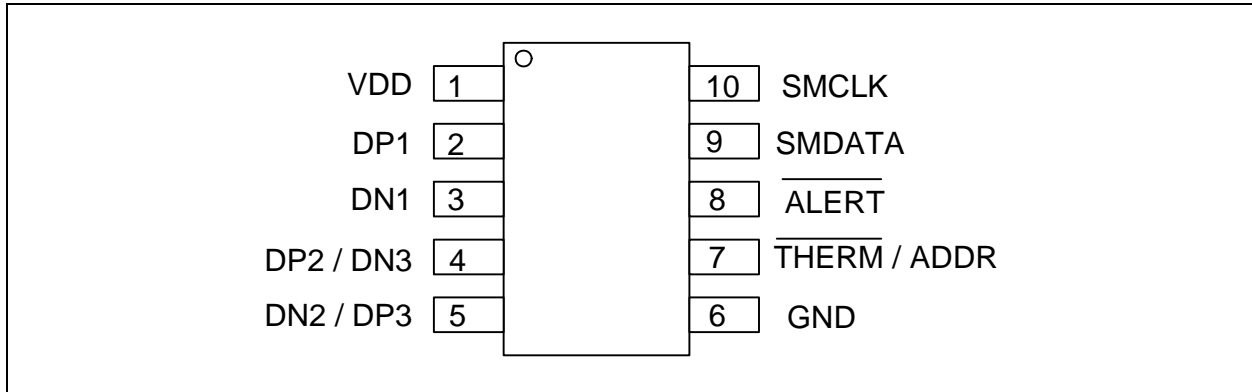 VDD 1 10 SMCLK
DP1 2 9 SMDATA
DN1 3 8 ALERT
DP2 / DN3 4 7 THERM / ADDR
DN2 / DP3 5 6 GND